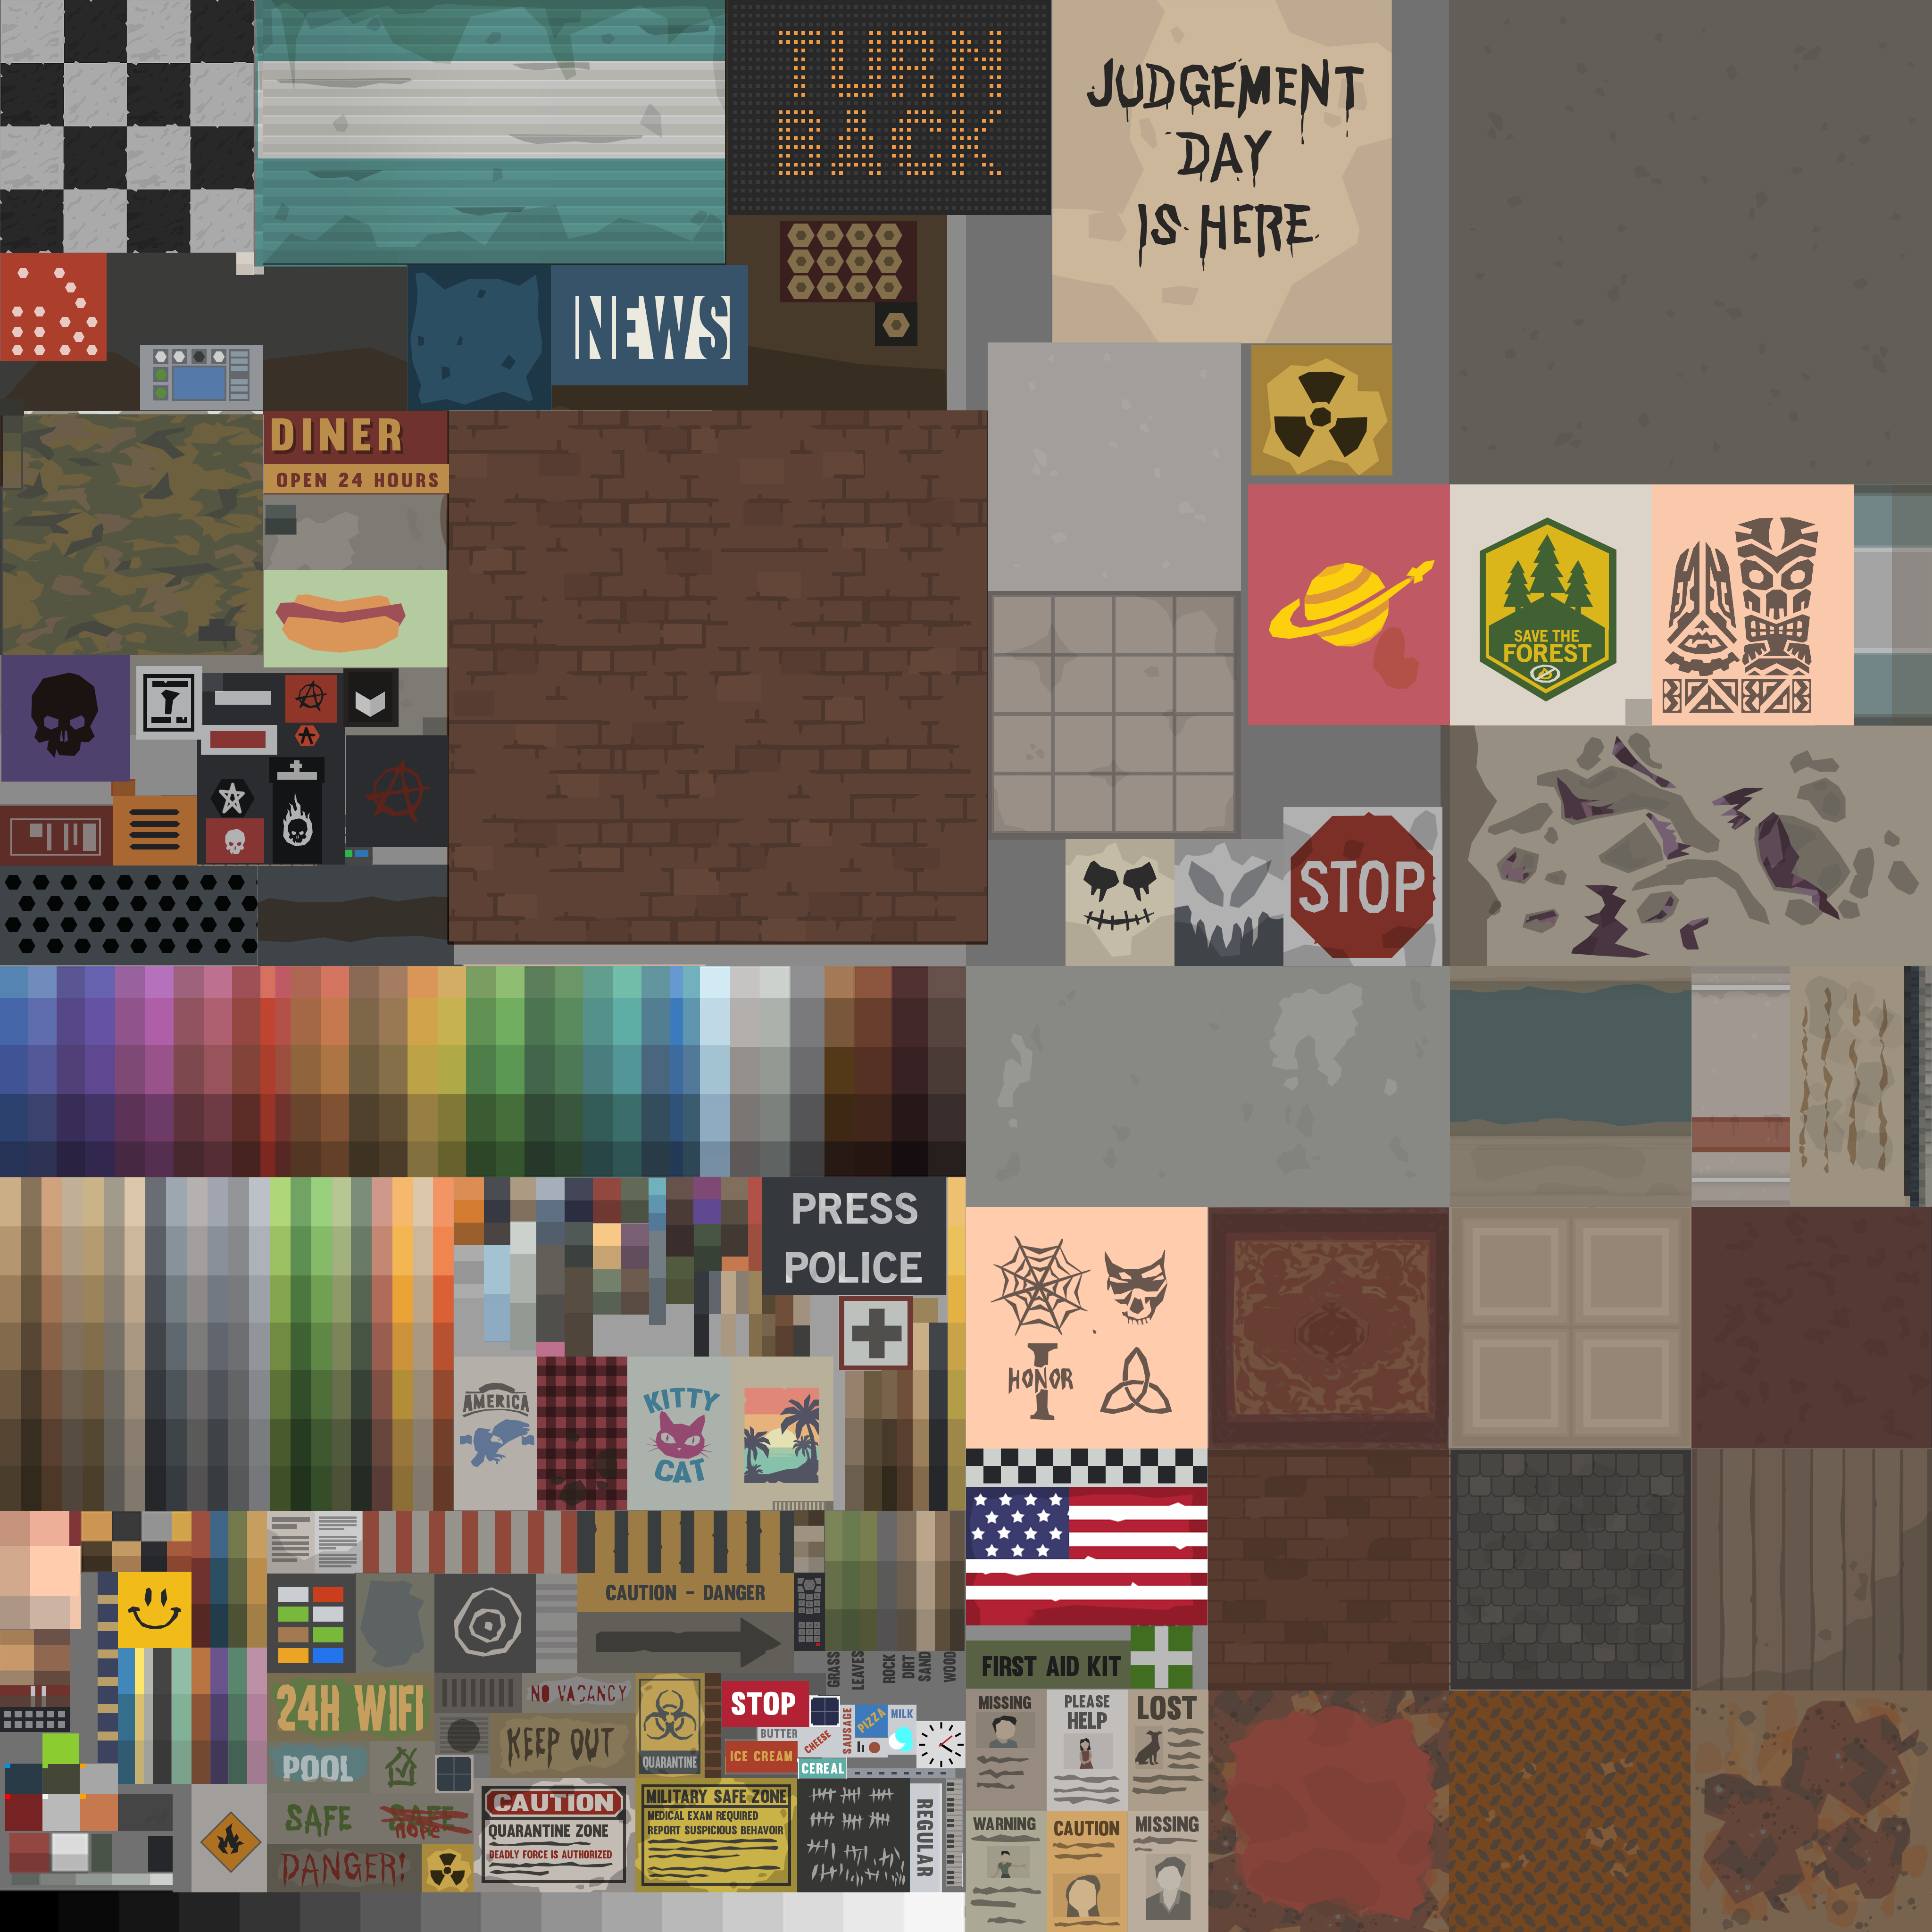 TURN
BACK
JUDGEMENT
DAY
IS HERE
NEWS
DINER
OPEN 24 HOURS
SAVE THE
FOREST
STOP
PRESS
POLICE
AMERICA
KITTY
CAT
HONOR
CAUTION - DANGER
GRASS
LEAVES
ROCK
DIRT
SAND
WOOD
FIRST AID KIT
24H WIFI
NO VACANCY
KEEP OUT
QUARANTINE
STOP
BUTTER
ICE CREAM
CHEESE
SAUSAGE
PIZZA
MILK
CEREAL
POOL
SAFE
SAFE
NOPE
DANGER!
CAUTION
QUARANTINE ZONE
DEADLY FORCE IS AUTHORIZED
MILITARY SAFE ZONE
MEDICAL EXAM REQUIRED
REPORT SUSPICIOUS BEHAVOIR
REGULAR
MISSING
PLEASE
HELP
LOST
WARNING
CAUTION
MISSING